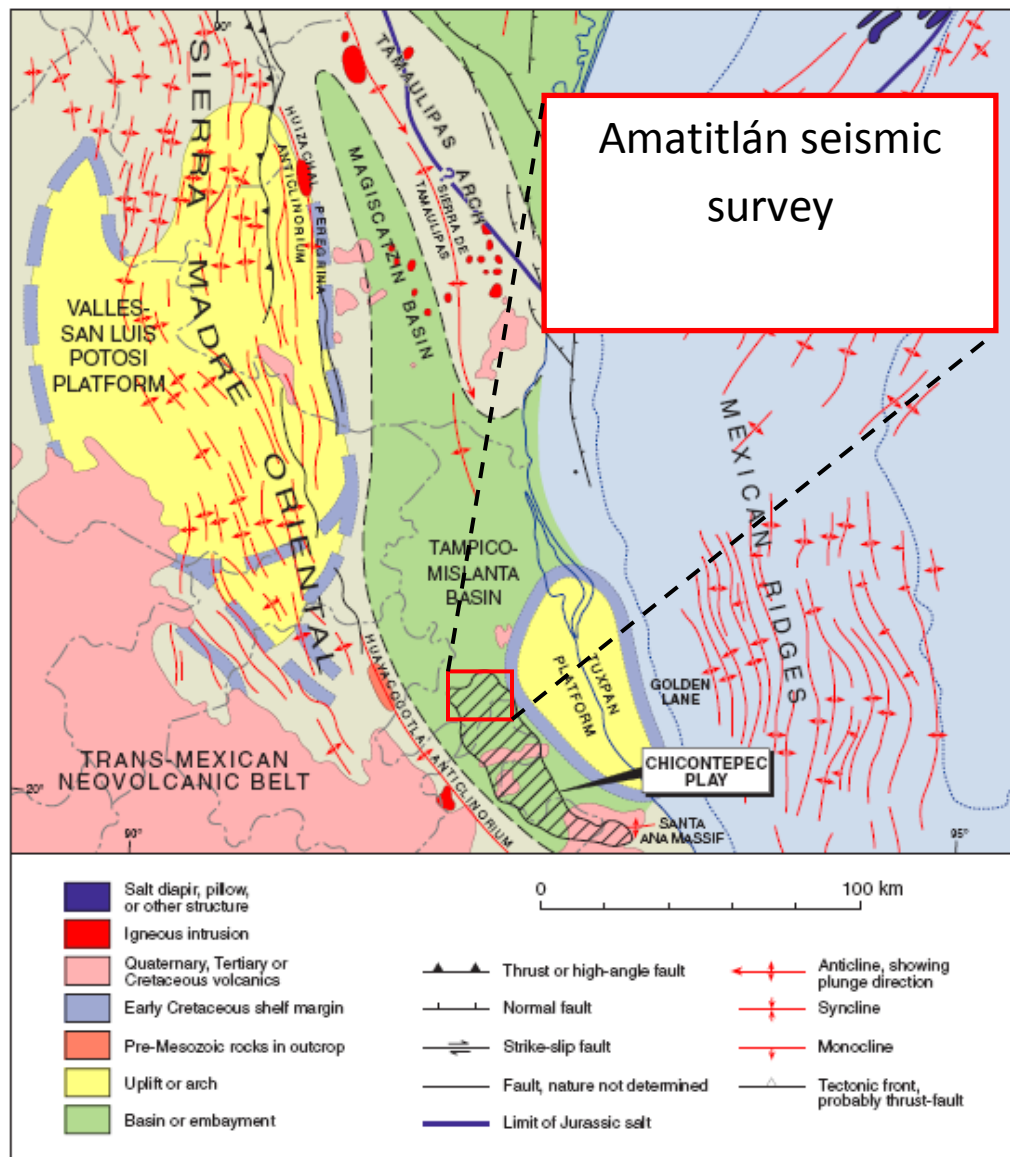 90°
SIERRA MADRE ORIENTAL
TAMAULIPAS ARCH
Amatitlán seismic
survey
HUIZACHAL PEREGRINA
ANTICLINORIUM
MAGISCATZIN BASIN
?
SIERRA DE
TAMAULIPAS
VALLES-
SAN LUIS
POTOSI
PLATFORM
MEXICAN RIDGES
TAMPICO-
MISLANTA
BASIN
HUAYACOCOTLA ANTICLINORIUM
TUXPAN
PLATFORM
GOLDEN
LANE
TRANS-MEXICAN
NEOVOLCANIC BELT
CHICONTEPEC
PLAY
20°
SANTA
ANA MASSIF
90°
95°
Salt diapir, pillow,
or other structure
Igneous intrusion
Quaternary, Tertiary or
Cretaceous volcanics
Early Cretaceous shelf margin
Pre-Mesozoic rocks in outcrop
Uplift or arch
Basin or embayment
0 100 km
Thrust or high-angle fault
Normal fault
Strike-slip fault
Fault, nature not determined
Limit of Jurassic salt
Anticline, showing
plunge direction
Syncline
Monocline
Tectonic front,
probably thrust-fault